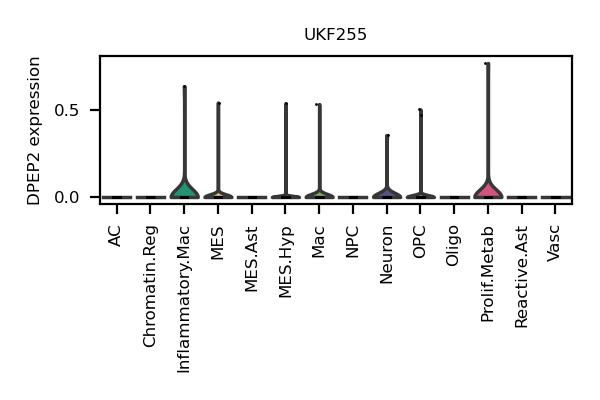 UKF255
DPEP2 expression
0.5
0.0
AC
Chromatin.Reg
Inflammatory.Mac
MES
MES.Ast
MES.Hyp
Mac
NPC
Neuron
OPC
Oligo
Prolif.Metab
Reactive.Ast
Vasc